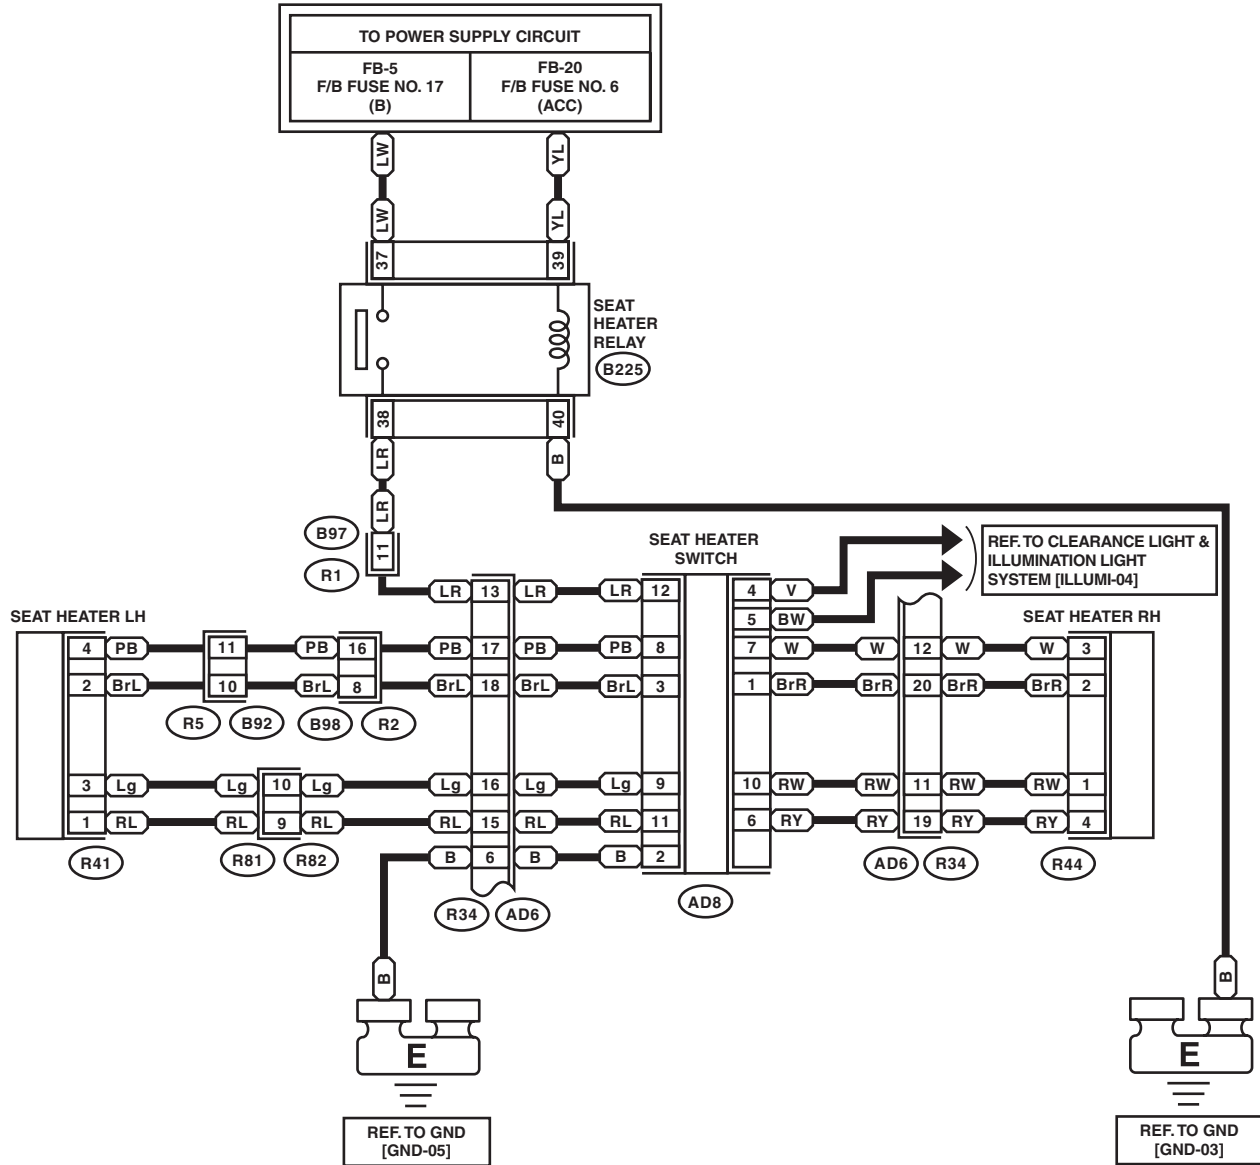 TO POWER SUPPLY CIRCUIT
FB-5
F/B FUSE NO. 17
(B)
FB-20
F/B FUSE NO. 6
(ACC)
LW
YL
LW
YL
37
39
SEAT
HEATER
RELAY
B225
38
40
LR
B
LR
B97
11
R1
SEAT HEATER
SWITCH
REF. TO CLEARANCE LIGHT &
ILLUMINATION LIGHT
SYSTEM [ILLUMI-04]
LR 13 LR LR 12
4 V
5 BW
SEAT HEATER LH
SEAT HEATER RH
4 PB 11 PB 16 PB 17 PB PB 8
7 W W 12 W W 3
2 BrL 10 BrL 8 BrL 18 BrL BrL 3
1 BrR BrR 20 BrR BrR 2
R5 B92 B98 R2
3 Lg Lg 10 Lg Lg 16 Lg Lg 9
10 RW RW 11 RW RW 1
1 RL RL 9 RL RL 15 RL RL 11
6 RY RY 19 RY RY 4
B 6 B B 2
R41
R81 R82
AD6 R34
R44
R34 AD6
AD8
B
B
E
E
REF. TO GND
[GND-05]
REF. TO GND
[GND-03]